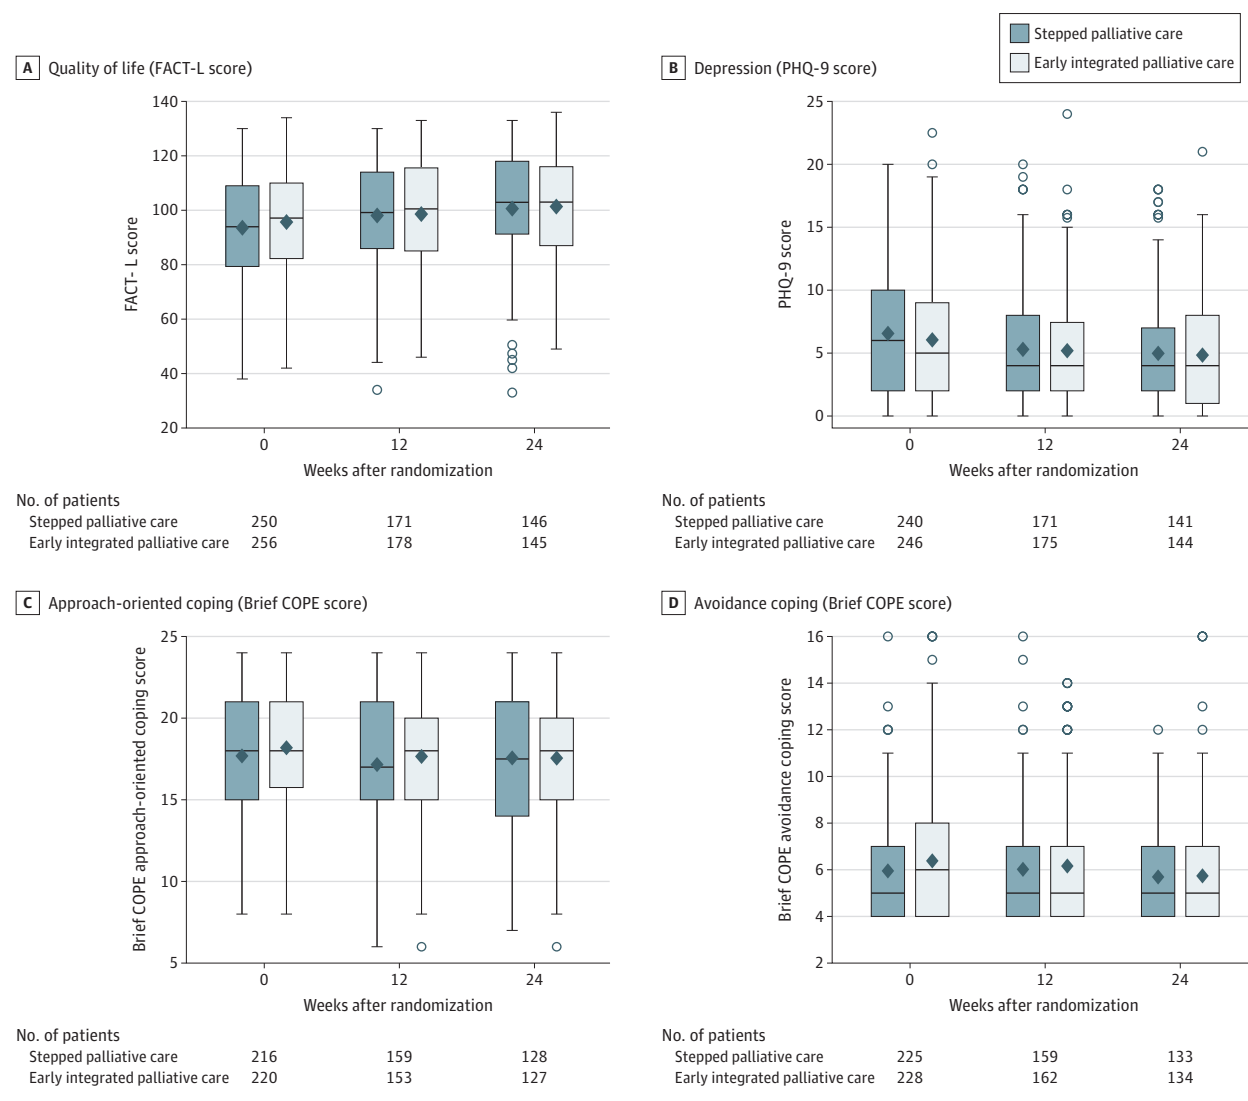 Stepped palliative care
Early integrated palliative care
A Quality of life (FACT-L score)
140
120
100
80
60
40
20
FACT- L score
0 12 24
Weeks after randomization
No. of patients
Stepped palliative care 250 171 146
Early integrated palliative care 256 178 145
B Depression (PHQ-9 score)
25
20
15
10
5
0
PHQ-9 score
0 12 24
Weeks after randomization
No. of patients
Stepped palliative care 240 171 141
Early integrated palliative care 246 175 144
C Approach-oriented coping (Brief COPE score)
25
20
15
10
5
Brief COPE approach-oriented coping score
0 12 24
Weeks after randomization
No. of patients
Stepped palliative care 216 159 128
Early integrated palliative care 220 153 127
D Avoidance coping (Brief COPE score)
16
14
12
10
8
6
4
2
Brief COPE avoidance coping score
0 12 24
Weeks after randomization
No. of patients
Stepped palliative care 225 159 133
Early integrated palliative care 228 162 134